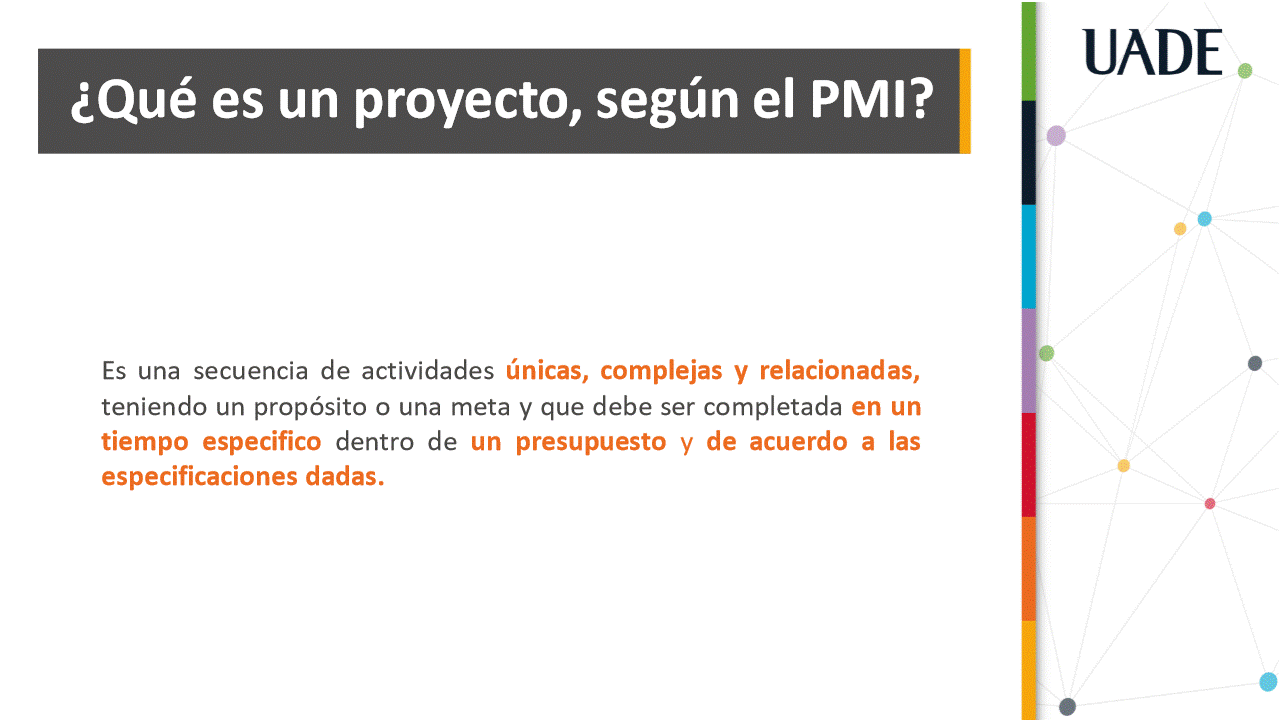 ¿Qué es un proyecto, según el PMI?
UADE
Es una secuencia de actividades únicas, complejas y relacionadas,
teniendo un propósito o una meta y que debe ser completada en un
tiempo especifico dentro de un presupuesto y de acuerdo a las
especificaciones dadas.